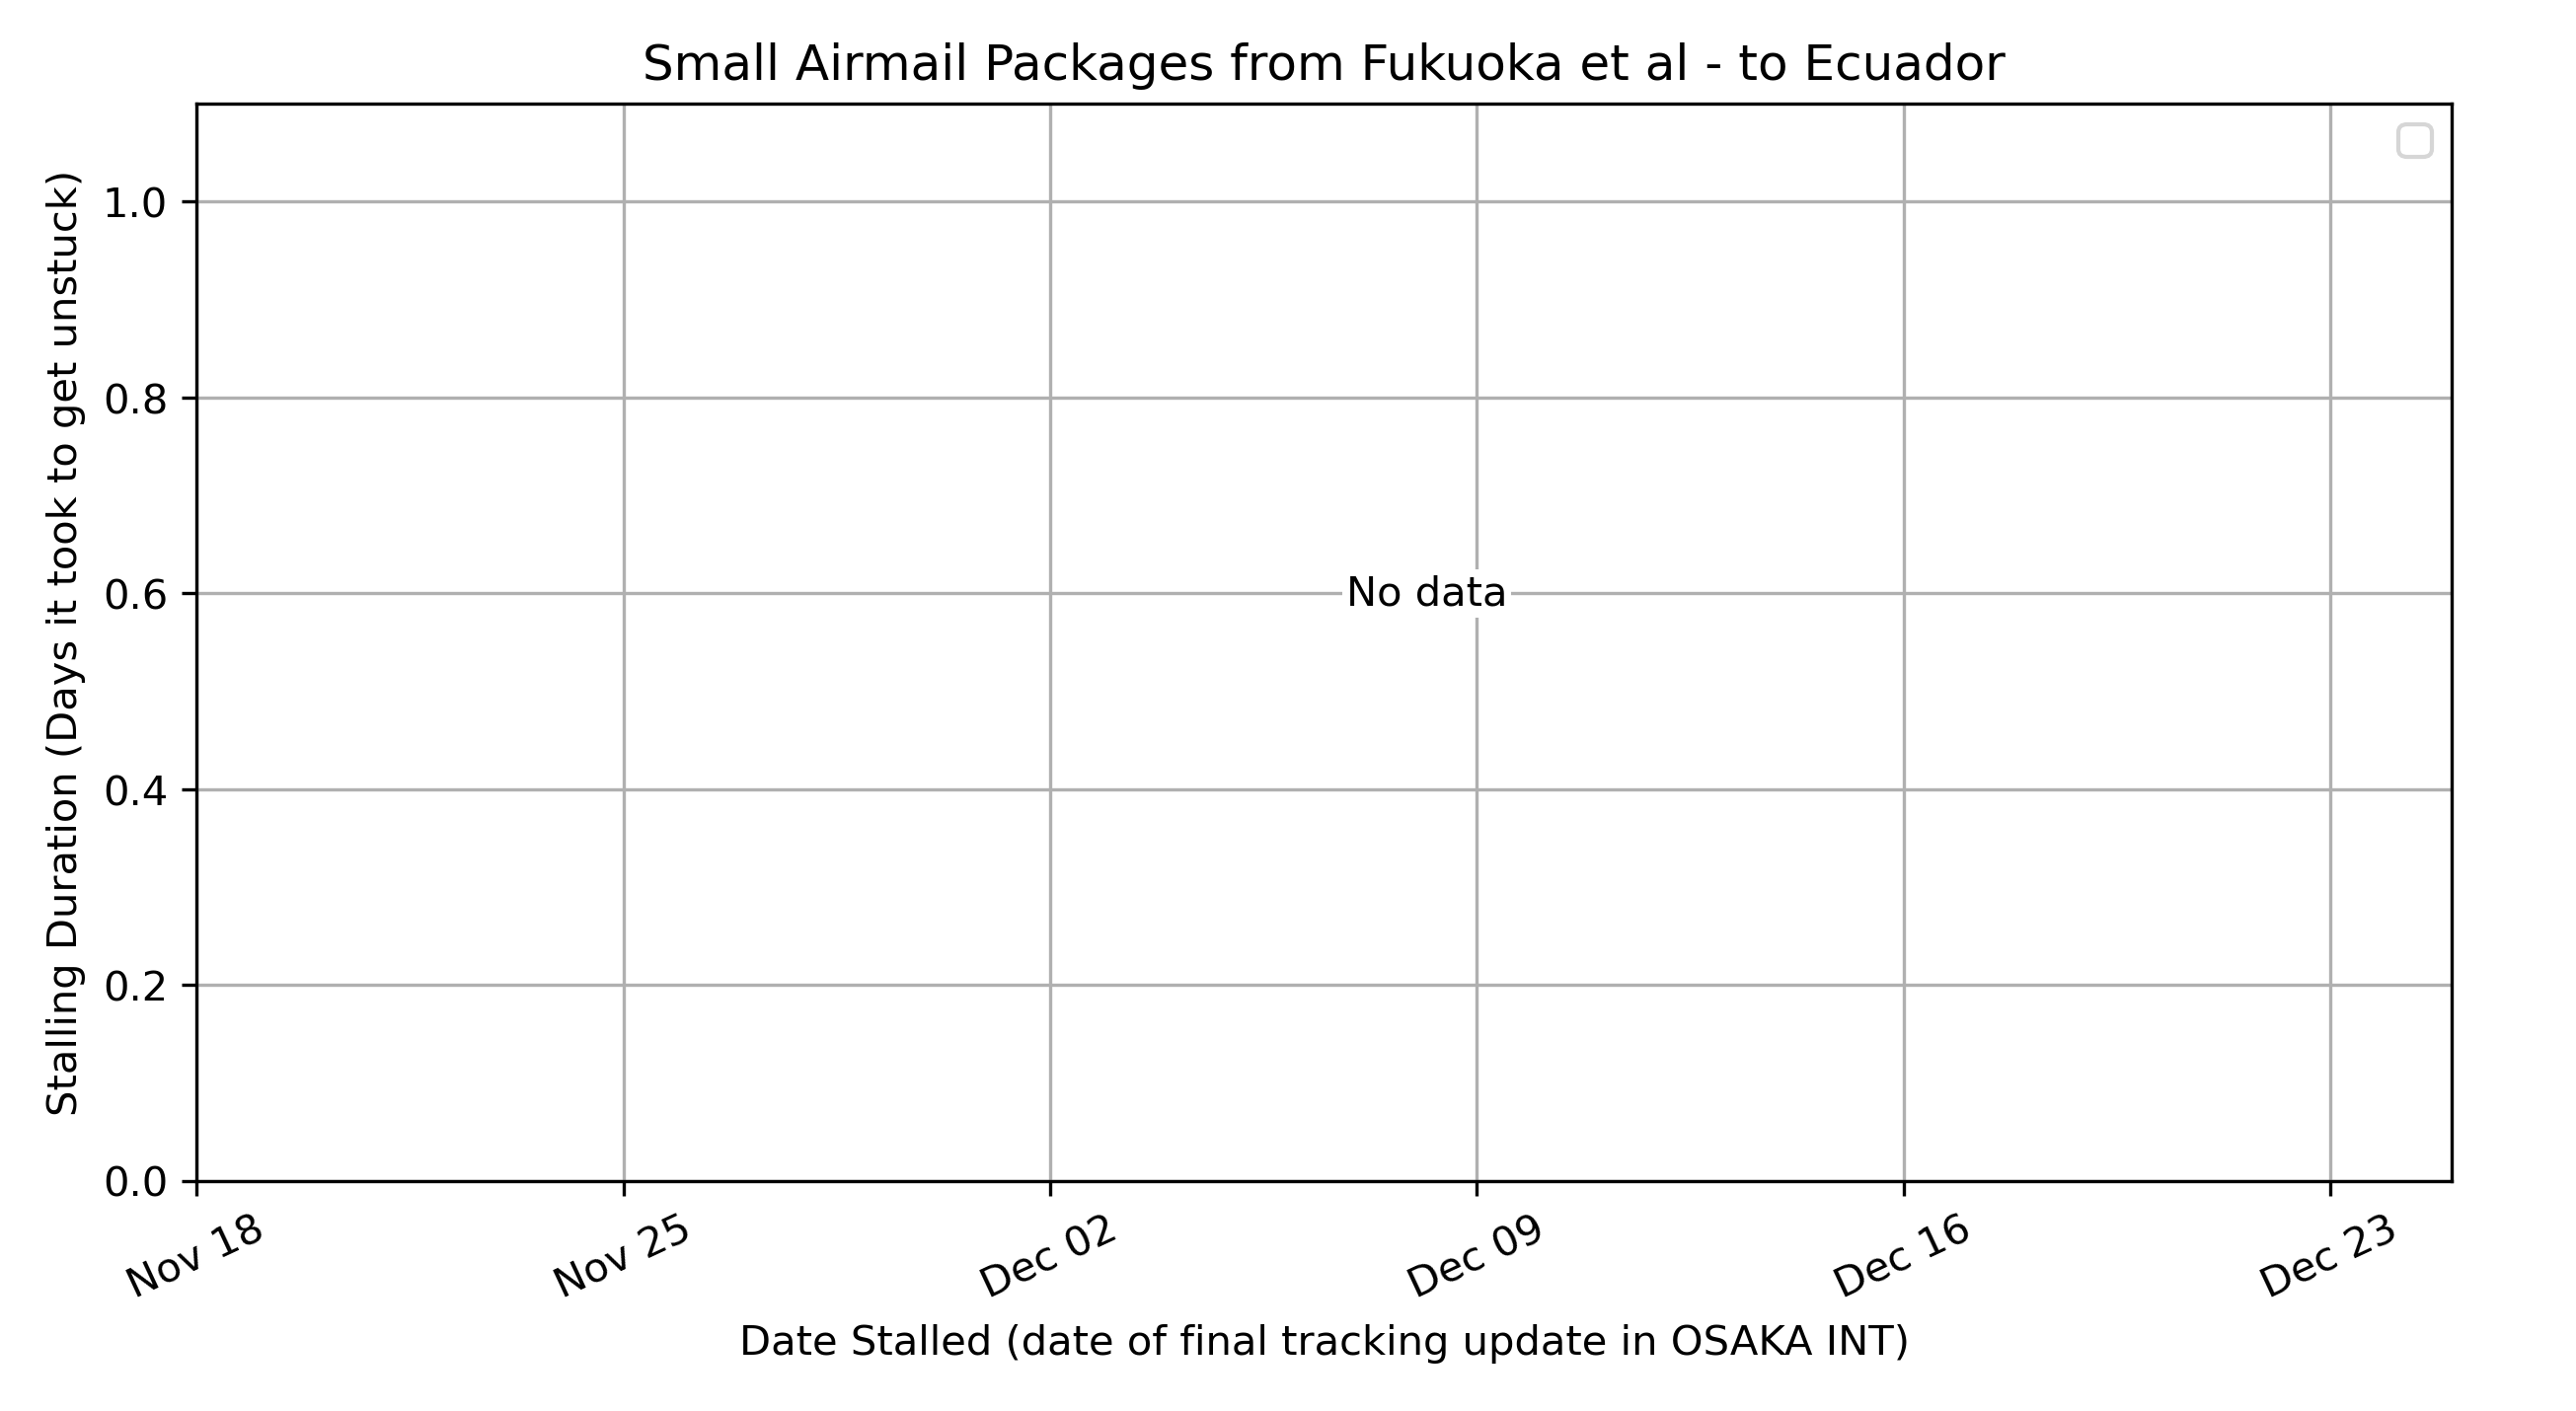 Small Airmail Packages from Fukuoka et al - to Ecuador
Stalling Duration (Days it took to get unstuck)
1.0
0.8
0.6
0.4
0.2
0.0
No data
Nov 18
Nov 25
Dec 02
Dec 09
Dec 16
Dec 23
Date Stalled (date of final tracking update in OSAKA INT)